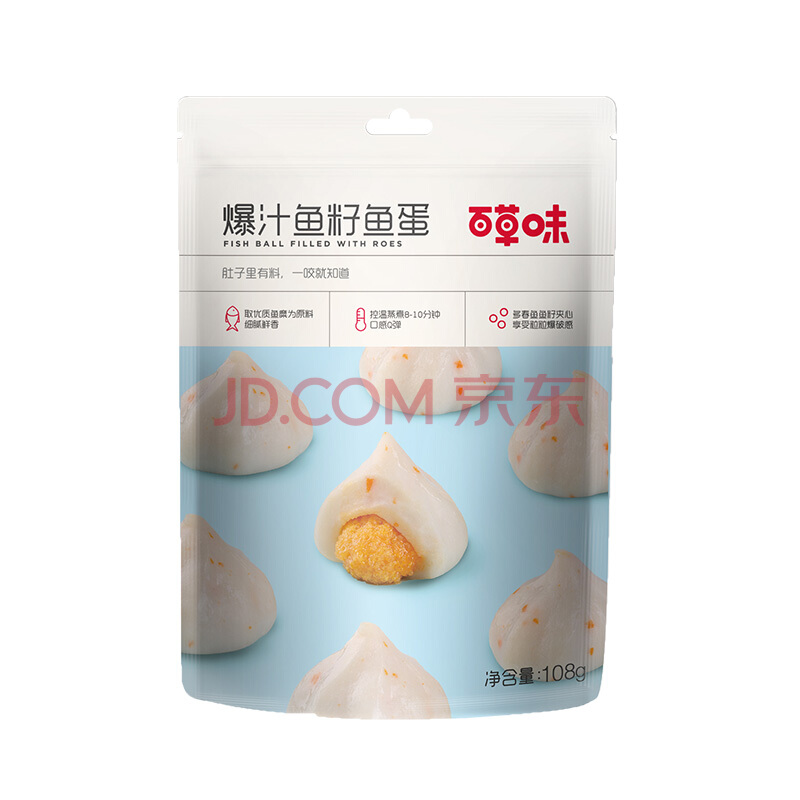 爆汁鱼籽鱼蛋
FISH BALL FILLED WITH ROES
百草味
肚子里有料，一咬就知道
取优质鱼糜为原料
细腻鲜香
控温蒸煮8-10分钟
口感Q弹
多春鱼鱼籽夹心
享受粒粒爆破感
JD.COM 京东
净含量:108g